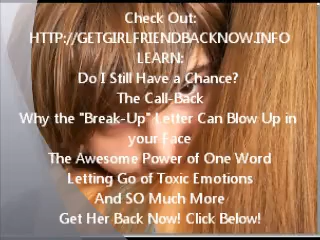 Check Out:
HTTP://GETGIRLFRIENDBACKNOW.INFO
LEARN:
Do I Still Have a Chance?
The Call-Back
Why the "Break-Up" Letter Can Blow Up in
your Face
The Awesome Power of One Word
Letting Go of Toxic Emotions
And SO Much More
Get Her Back Now! Click Below!